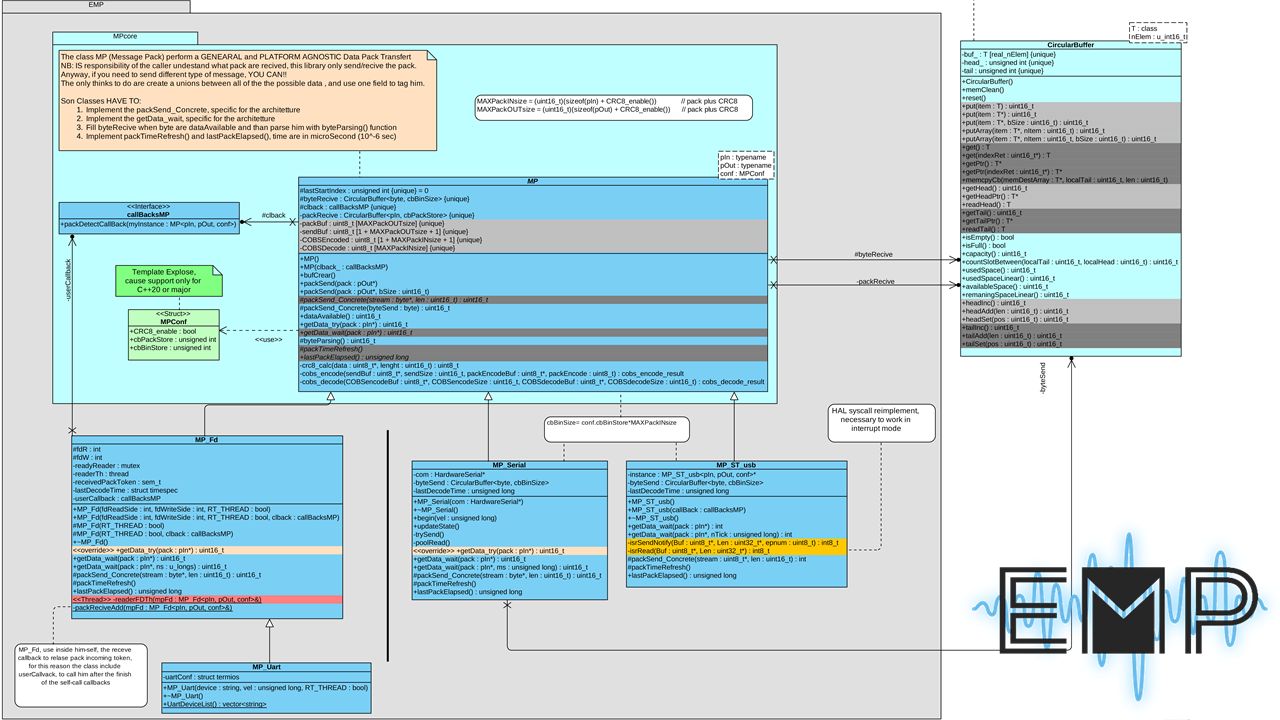 EMP
MPcore
The class MP (Message Pack) perform a GENEARAL and PLATFORM AGNOSTIC Data Pack Transfert
NB: IS responsibility of the caller undestand what pack are recived, this library only send/recive the pack.
Anyway, if you need to send different type of message, YOU CAN!!
The only thinks to do are create a unions between all of the the possible data , and use one field to tag him.
Son Classes HAVE TO:
1. Implement the packSend_Concrete, specific for the architetture
2. Implement the getData_wait, specific for the architetture
3. Fill byteRecive when byte are dataAvailable and than parse him with byteParsing() function
4. Implement packTimeRefresh() and lastPackElapsed(), time are in microSecond (10^-6 sec)
MAXPackINsize = (uint16_t)(sizeof(pIn) + CRC8_enable()) // pack plus CRC8
MAXPackOUTsize = (uint16_t)(sizeof(pOut) + CRC8_enable()) // pack plus CRC8
pIn : typename
pOut : typename
conf : MPConf
MP
#lastStartIndex : unsigned int {unique} = 0
#byteRecive : CircularBuffer<byte, cbBinSize> {unique}
#clback : callBacksMP {unique}
-packRecive : CircularBuffer<pIn, cbPackStore> {unique}
-packBuf : uint8_t [MAXPackOUTsize] {unique}
-sendBuf : uint8_t [1 + MAXPackOUTsize + 1] {unique}
-COBSEncoded : uint8_t [1 + MAXPackINsize + 1] {unique}
-COBSDecode : uint8_t [MAXPackINsize] {unique}
+MP()
+MP(clback_ : callBacksMP)
+bufCrear()
+packSend(pack : pOut*) : uint16_t
+packSend(pack : pOut*, bSize : uint16_t)
#packSend_Concrete(stream : byte*, len : uint16_t) : uint16_t
#packSend_Concrete(byteSend : byte) : uint16_t
+dataAvailable() : uint16_t
+getData_try(pack : pIn*) : uint16_t
+getData_wait(pack : pIn*) : uint16_t
#byteParsing() : uint16_t
#packTimeRefresh()
+lastPackElapsed() : unsigned long
-crc8_calc(data : uint8_t*, lenght : uint16_t) : uint8_t
-cobs_encode(sendBuf : uint8_t*, sendSize : uint16_t, packEncodeBuf : uint8_t*, packEncode : uint8_t) : cobs_encode_result
-cobs_decode(COBSencodeBuf : uint8_t*, COBSencodeSize : uint16_t, COBSdecodeBuf : uint8_t*, COBSdecodeSize : uint16_t) : cobs_decode_result
<<Interface>>
callBacksMP
+packDetectCallBack(myInstance : MP<pIn, pOut, conf>)
#clback
-userCallback
Template Explose,
cause support only for
C++20 or major
<<Struct>>
MPConf
+CRC8_enable : bool
+cbPackStore : unsigned int
+cbBinStore : unsigned int
<<use>>
#byteRecive
-packRecive
T : class
nElem : u_int16_t
CircularBuffer
-buf_ : T [real_nElem] {unique}
-head_ : unsigned int {unique}
-tail : unsigned int {unique}
+CircularBuffer()
+memClean()
+reset()
+put(item : T) : uint16_t
+put(item : T*) : uint16_t
+put(item : T*, bSize : uint16_t) : uint16_t
+putArray(item : T*, nItem : uint16_t) : uint16_t
+putArray(item : T*, nItem : uint16_t, bSize : uint16_t) : uint16_t
+get() : T
+get(indexRet : uint16_t*) : T
+getPtr() : T*
+getPtr(indexRet : uint16_t*) : T*
+memcpyCb(memDestArray : T*, localTail : uint16_t, len : uint16_t)
+getHead() : uint16_t
+getHeadPtr() : T*
+readHead() : T
+getTail() : uint16_t
+getTailPtr() : T*
+readTail() : T
+isEmpty() : bool
+isFull() : bool
+capacity() : uint16_t
+countSlotBetween(localTail : uint16_t, localHead : uint16_t) : uint16_t
+usedSpace() : uint16_t
+usedSpaceLinear() : uint16_t
+availableSpace() : uint16_t
+remaningSpaceLinear() : uint16_t
+headInc() : uint16_t
+headAdd(len : uint16_t) : uint16_t
+headSet(pos : uint16_t) : uint16_t
+tailInc() : uint16_t
+tailAdd(len : uint16_t) : uint16_t
+tailSet(pos : uint16_t) : uint16_t
-byteSend
cbBinSize= conf.cbBinStore*MAXPackINsize
HAL syscall reimplement,
necessary to work in
interrupt mode
MP_Fd
#fdR : int
#fdW : int
-readyReader : mutex
-readerTh : thread
-receivedPackToken : sem_t
-lastDecodeTime : struct timespec
-userCallback : callBacksMP
+MP_Fd(fdReadSide : int, fdWriteSide : int, RT_THREAD : bool)
+MP_Fd(fdReadSide : int, fdWriteSide : int, RT_THREAD : bool, clback : callBacksMP)
#MP_Fd(RT_THREAD : bool)
#MP_Fd(RT_THREAD : bool, clback : callBacksMP)
+~MP_Fd()
<<override>> +getData_try(pack : pIn*) : uint16_t
+getData_wait(pack : pIn*) : uint16_t
+getData_wait(pack : pIn*, ns : u_longs) : uint16_t
#packSend_Concrete(stream : byte*, len : uint16_t) : uint16_t
#packTimeRefresh()
+lastPackElapsed() : unsigned long
<<Thread>> -readerFDTh(mpFd : MP_Fd<pIn, pOut, conf>&)
-packReciveAdd(mpFd : MP_Fd<pIn, pOut, conf>&)
MP_Serial
-com : HardwareSerial*
-byteSend : CircularBuffer<byte, cbBinSize>
-lastDecodeTime : unsigned long
+MP_Serial(com : HardwareSerial*)
+~MP_Serial()
+begin(vel : unsigned long)
+updateState()
-trySend()
-poolRead()
<<override>> +getData_try(pack : pIn*) : uint16_t
+getData_wait(pack : pIn*) : uint16_t
+getData_wait(pack : pIn*, ms : unsigned long) : uint16_t
#packSend_Concrete(stream : byte*, len : uint16_t) : uint16_t
#packTimeRefresh()
+lastPackElapsed() : unsigned long
MP_ST_usb
-instance : MP_ST_usb<pIn, pOut, conf>*
-byteSend : CircularBuffer<byte, cbBinSize>
-lastDecodeTime : unsigned long
+MP_ST_usb()
+MP_ST_usb(callBack : callBacksMP)
+~MP_ST_usb()
+getData_wait(pack : pIn*) : int
+getData_wait(pack : pIn*, nTick : unsigned long) : int
-isrSendNotify(Buf : uint8_t*, Len : uint32_t*, epnum : uint8_t) : int8_t
-isrRead(Buf : uint8_t*, Len : uint32_t*) : int8_t
#packSend_Concrete(stream : uint8_t*, len : uint16_t) : int
#packTimeRefresh()
+lastPackElapsed() : unsigned long
MP_Fd, use inside him-self, the receve
callback to relase pack incoming token,
for this reason the class include
userCallvack, to call him after the finish
of the self-call callbacks
MP_Uart
-uartConf : struct termios
+MP_Uart(device : string, vel : unsigned long, RT_THREAD : bool)
+~MP_Uart()
+UartDeviceList() : vector<string>
EMP